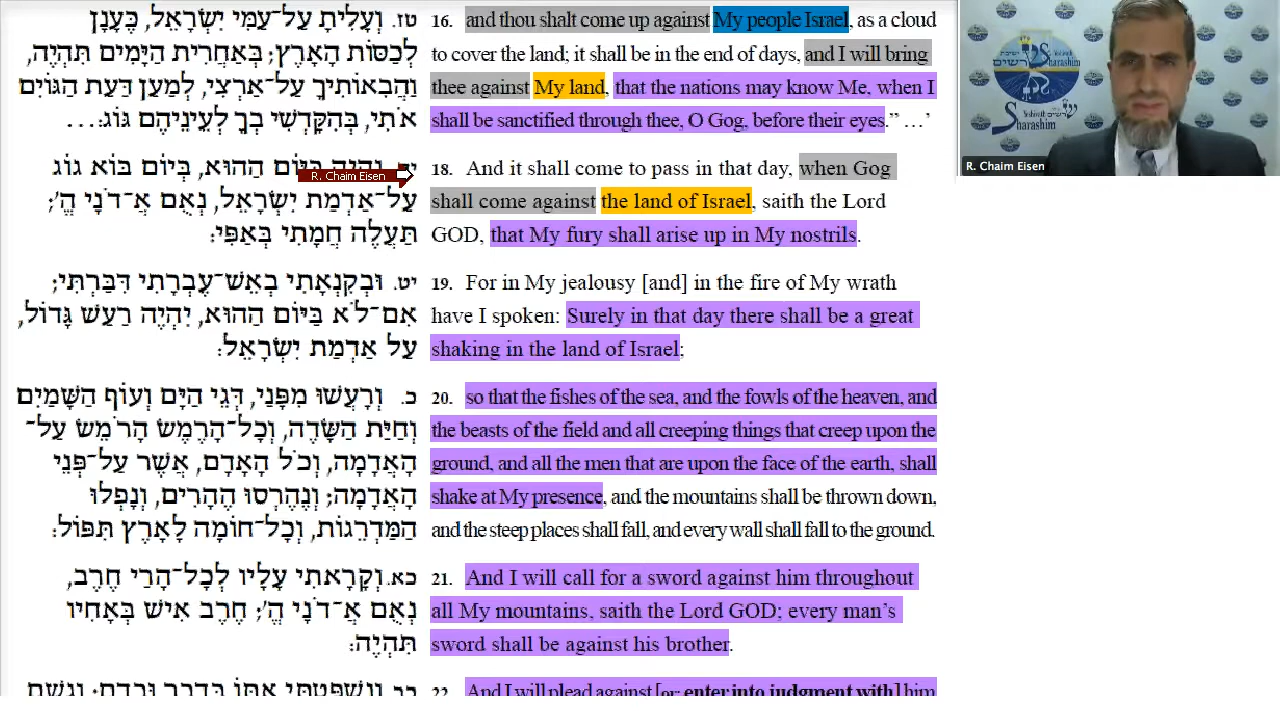 טז. וְעָלִיתָ עַל־עַמִּי יִשְׂרָאֵל, כֶּעָנָן
לְכַסּוֹת הָאָרֶץ; בְּאַחֲרִית הַיָּמִים תִּהְיֶה,
וַהֲבִאוֹתִיךָ עַל־אַרְצִי, לְמַעַן דַּעַת הַגּוֹיִם
אֹתִי, בְּהִקָּדְשִׁי בְךָ לְעֵינֵיהֶם גּוֹג:...
הַהוּא, בְּיוֹם בּוֹא גוֹג
עַל־אַדְמַת יִשְׂרָאֵל, נְאֻם אֲ־דֹנָי הֱ';
תַּעֲלֶה חֲמָתִי בְּאַפִּי:
יט. וּבְקִנְאָתִי בְאֵשׁ־עֶבְרָתִי דִּבַּרְתִּי;
אִם־לֹא בַּיּוֹם הַהוּא, יִהְיֶה רַעַשׁ גָּדוֹל,
עַל אַדְמַת יִשְׂרָאֵל:
כ. וְרָעֲשׁוּ מִפָּנַי, דְּגֵי הַיָּם וְעוֹף הַשָּׁמַיִם
וְחַיַּת הַשָּׂדֶה, וְכָל־הָרֶמֶשׂ הָרֹמֵשׂ עַל־
הָאֲדָמָה, וְכֹל הָאָדָם, אֲשֶׁר עַל־פְּנֵי
הָאֲדָמָה; וְנֶהֶרְסוּ הֶהָרִים, וְנָפְלוּ
הַמַּדְרֵגוֹת, וְכָל־חוֹמָה לָאָרֶץ תִּפּוֹל:
כא. וְקָרָאתִי עָלָיו לְכָל־הָרַי חֶרֶב,
נְאֻם אֲ־דֹנָי הֱ'; חֶרֶב אִישׁ בְּאָחִיו
תִּהְיֶה:
16. and thou shalt come up against My people Israel, as a cloud
to cover the land; it shall be in the end of days, and I will bring
thee against My land, that the nations may know Me, when I
shall be sanctified through thee, O Gog, before their eyes.” …’
18. And it shall come to pass in that day, when Gog
shall come against the land of Israel, saith the Lord
GOD, that My fury shall arise up in My nostrils.
19. For in My jealousy [and] in the fire of My wrath
have I spoken: Surely in that day there shall be a great
shaking in the land of Israel;
20. so that the fishes of the sea, and the fowls of the heaven, and
the beasts of the field and all creeping things that creep upon the
ground, and all the men that are upon the face of the earth, shall
shake at My presence, and the mountains shall be thrown down,
and the steep places shall fall, and every wall shall fall to the ground.
21. And I will call for a sword against him throughout
all My mountains, saith the Lord GOD; every man’s
sword shall be against his brother.
22. And I will plead against [or: enter into judgment with] him
R. Chaim Eisen
Yeshivath
Sharashim
R. Chaim Eisen